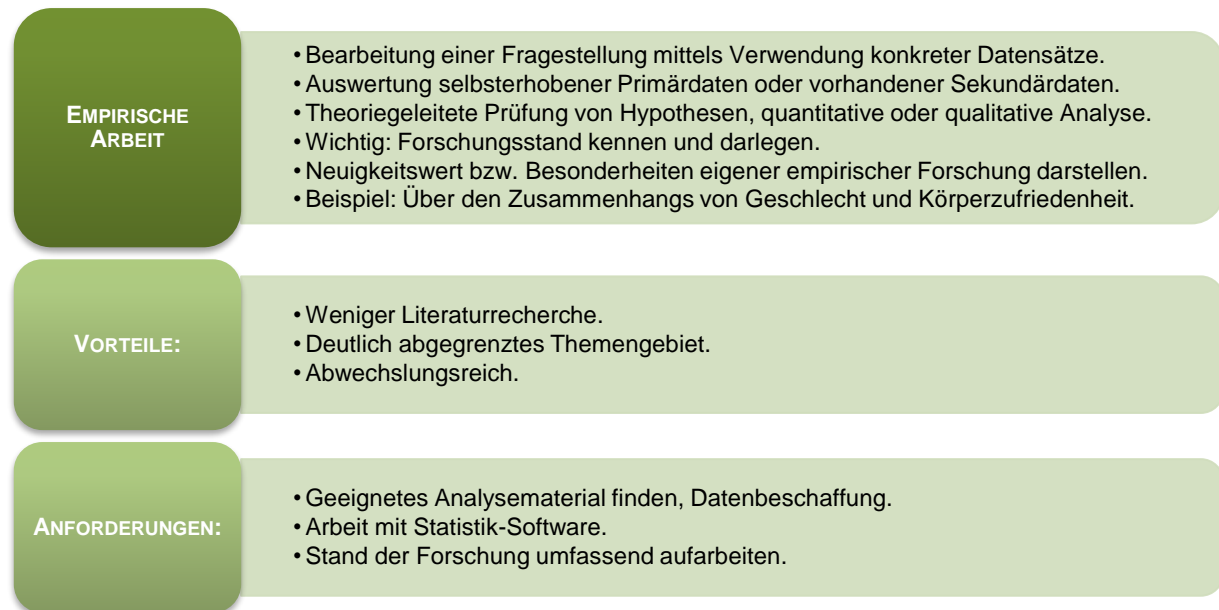 EMPIRISCHE
ARBEIT
• Bearbeitung einer Fragestellung mittels Verwendung konkreter Datensätze.
• Auswertung selbsterhobener Primärdaten oder vorhandener Sekundärdaten.
• Theoriegeleitete Prüfung von Hypothesen, quantitative oder qualitative Analyse.
• Wichtig: Forschungsstand kennen und darlegen.
• Neuigkeitswert bzw. Besonderheiten eigener empirischer Forschung darstellen.
• Beispiel: Über den Zusammenhangs von Geschlecht und Körperzufriedenheit.
VORTEILE:
• Weniger Literaturrecherche.
• Deutlich abgegrenztes Themengebiet.
• Abwechslungsreich.
ANFORDERUNGEN:
• Geeignetes Analysematerial finden, Datenbeschaffung.
• Arbeit mit Statistik-Software.
• Stand der Forschung umfassend aufarbeiten.